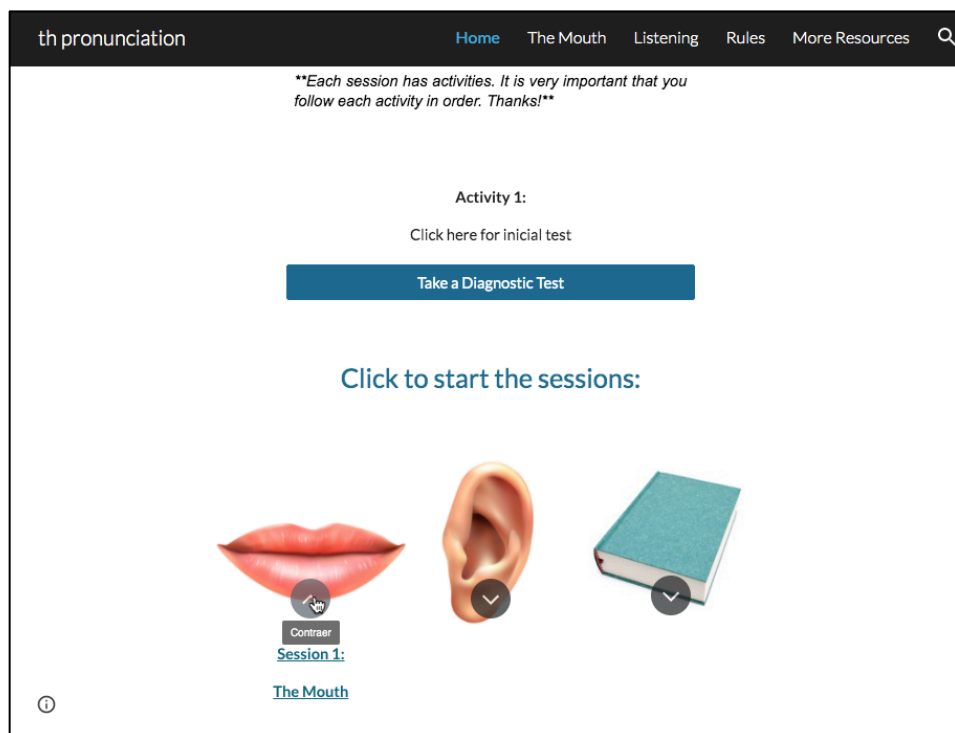 th pronunciation
Home The Mouth Listening Rules More Resources
**Each session has activities. It is very important that you
follow each activity in order. Thanks!**
Activity 1:
Click here for inicial test
Take a Diagnostic Test
Click to start the sessions:
Contraer
Session 1:
The Mouth